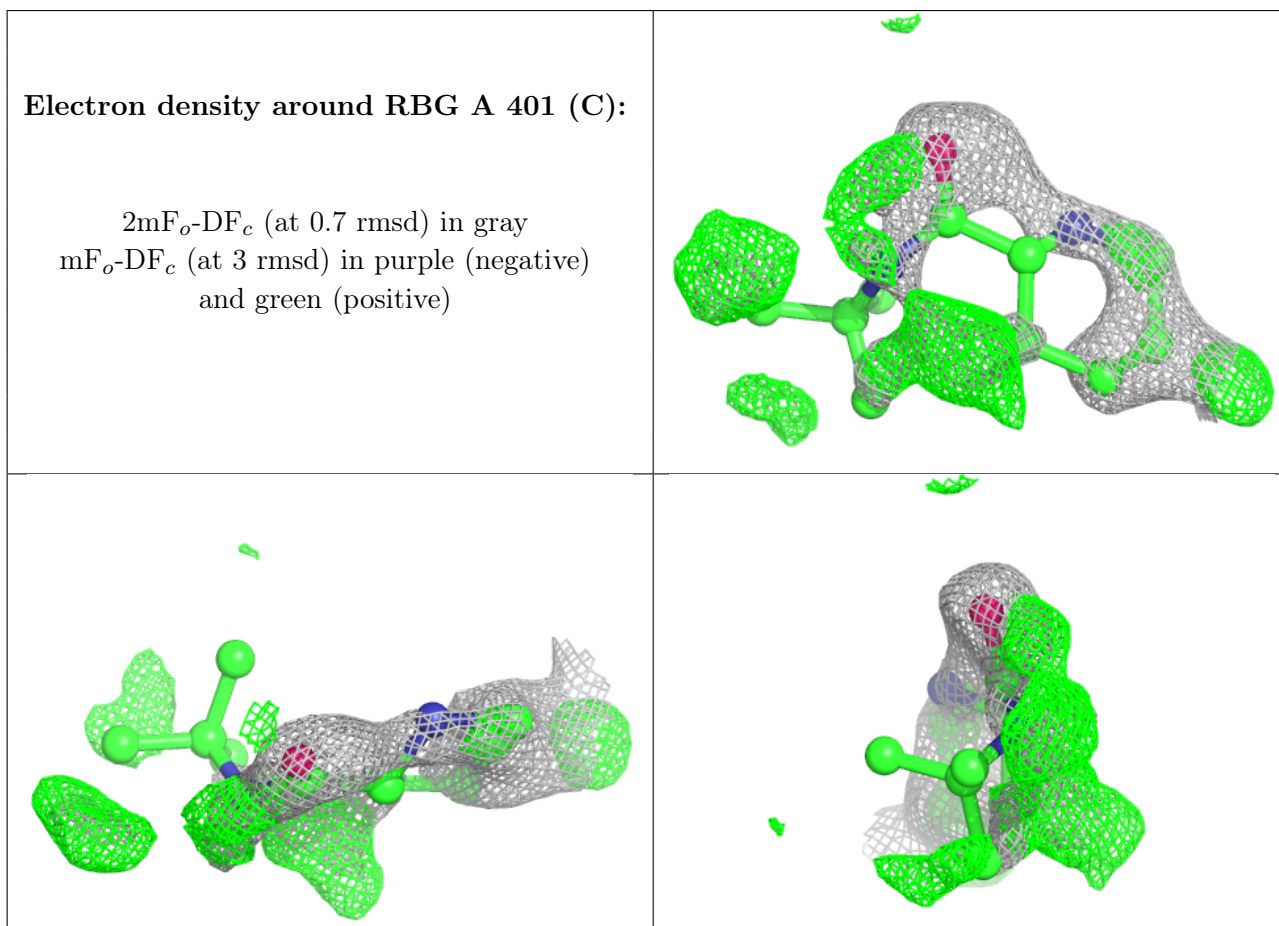 Electron density around RBG A 401 (C):
2mFo-DFc (at 0.7 rmsd) in gray
mFo-DFc (at 3 rmsd) in purple (negative)
and green (positive)